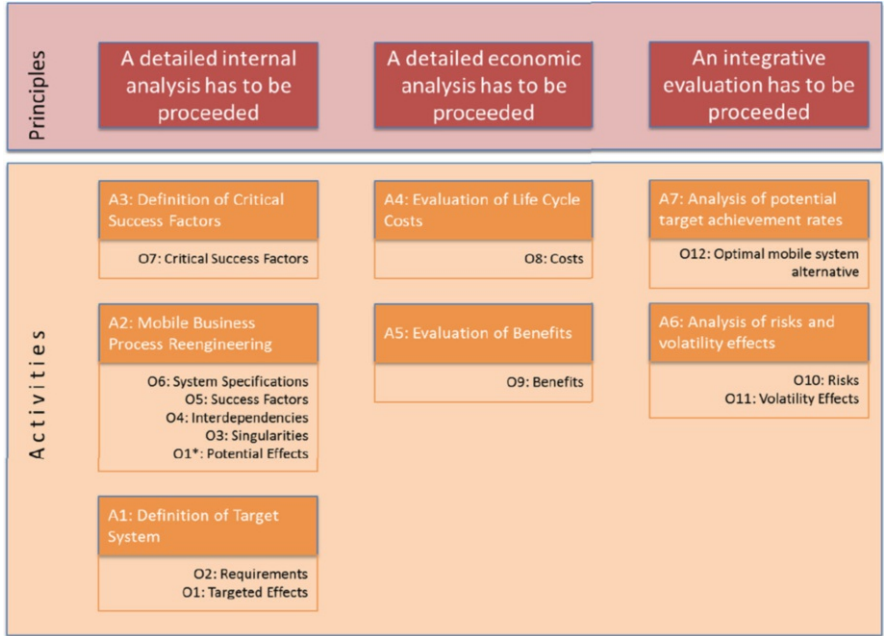 Principles
A detailed internal
analysis has to be
proceeded
A detailed economic
analysis has to be
proceeded
An integrative
evaluation has to be
proceeded
Activities
A3: Definition of Critical
Success Factors
O7: Critical Success Factors
A2: Mobile Business
Process Reengineering
O6: System Specifications
O5: Success Factors
O4: Interdependencies
O3: Singularities
O1*: Potential Effects
A1: Definition of Target
System
O2: Requirements
O1: Targeted Effects
A4: Evaluation of Life Cycle
Costs
O8: Costs
A5: Evaluation of Benefits
O9: Benefits
A7: Analysis of potential
target achievement rates
O12: Optimal mobile system
alternative
A6: Analysis of risks and
volatility effects
O10: Risks
O11: Volatility Effects